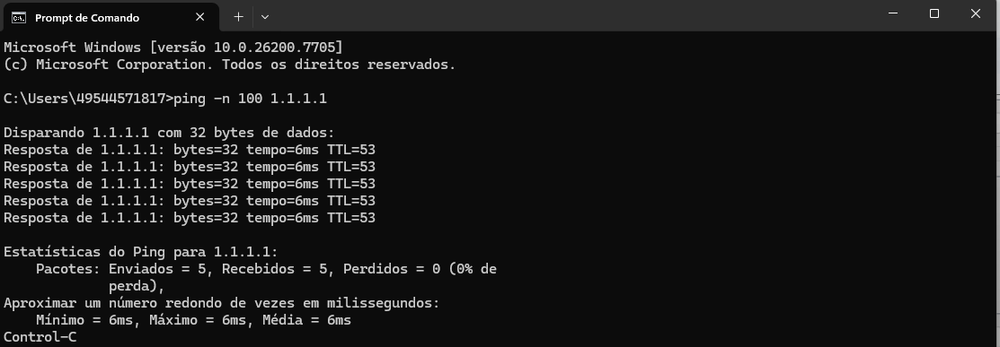 Prompt de Comando
Microsoft Windows [versão 10.0.26200.7705]
(c) Microsoft Corporation. Todos os direitos reservados.
C:\Users\49544571817>ping -n 100 1.1.1.1
Disparando 1.1.1.1 com 32 bytes de dados:
Resposta de 1.1.1.1: bytes=32 tempo=6ms TTL=53
Resposta de 1.1.1.1: bytes=32 tempo=6ms TTL=53
Resposta de 1.1.1.1: bytes=32 tempo=6ms TTL=53
Resposta de 1.1.1.1: bytes=32 tempo=6ms TTL=53
Resposta de 1.1.1.1: bytes=32 tempo=6ms TTL=53
Estatísticas do Ping para 1.1.1.1:
    Pacotes: Enviados = 5, Recebidos = 5, Perdidos = 0 (0% de
             perda),
Aproximar um número redondo de vezes em milissegundos:
    Mínimo = 6ms, Máximo = 6ms, Média = 6ms
Control-C